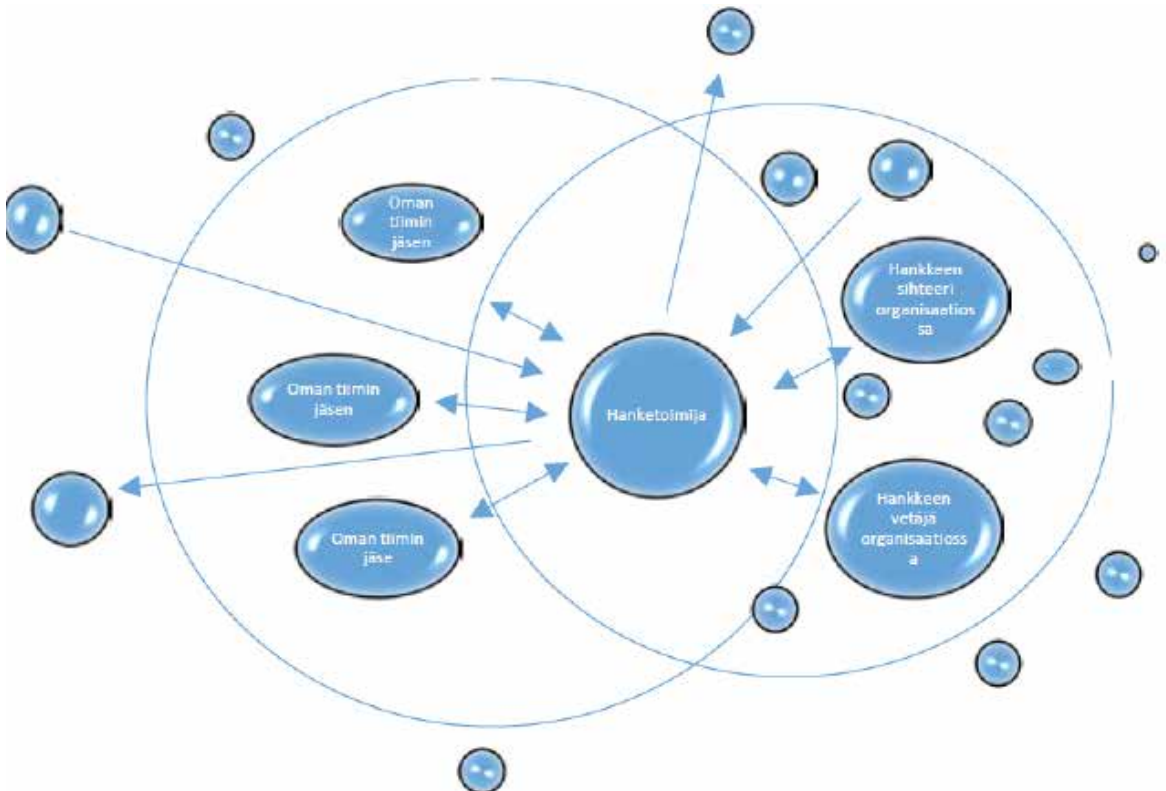 Oman
tiimin
jäsen
Hankkeen
sihteeri
organisaatios
sa
Oman tiimin
jäsen
Hanketoimija
Oman tiimin
jäse
Hankkeen
vetäjä
organisaatioss
a